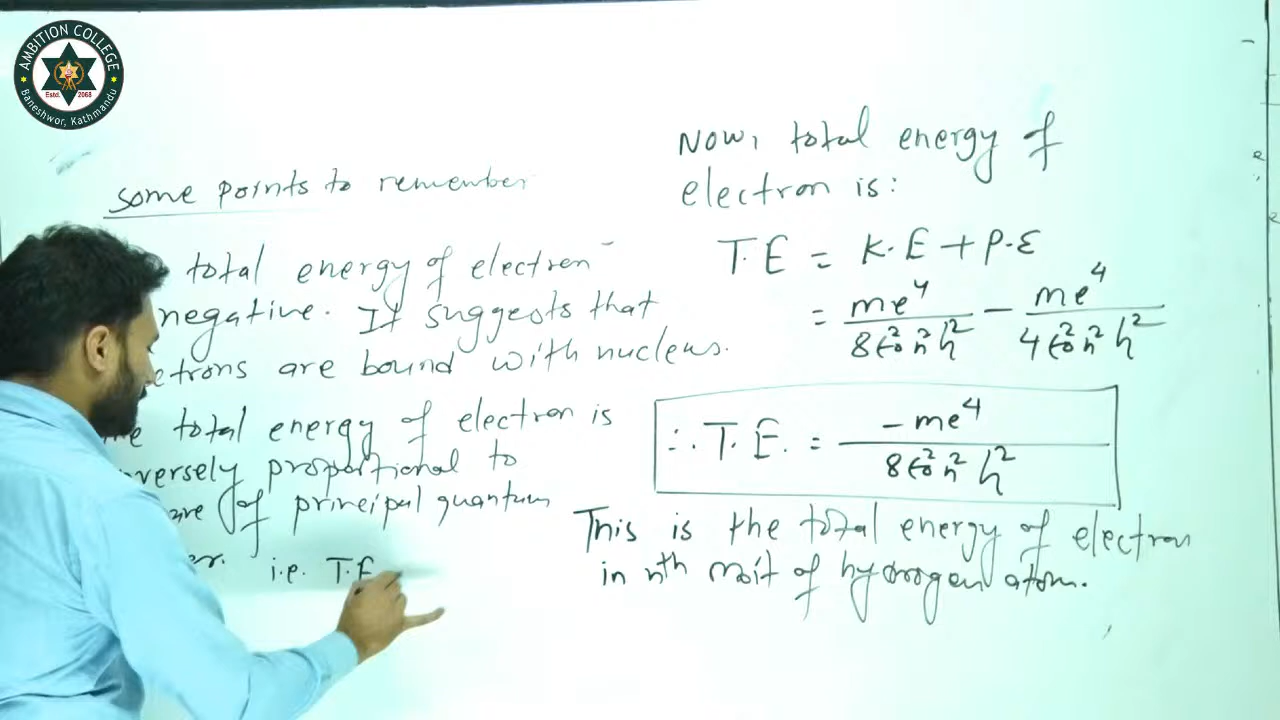 AMBITION COLLEGE
Estd. 2068
Baneshwor, Kathmandu
some points to remember
total energy of electron
negative. It suggests that
etrons are bound with nucleus.
total energy of electron is
versely proportional to
are of principal quantum
er. i.e. T.E
Now, total energy of
electron is:
T.E = K.E + P.E
= me⁴/8ε₀²n²h² − me⁴/4ε₀²n²h²
∴ T.E. = −me⁴/8ε₀²n²h²
This is the total energy of electron
in nth orbit of hydrogen atom.